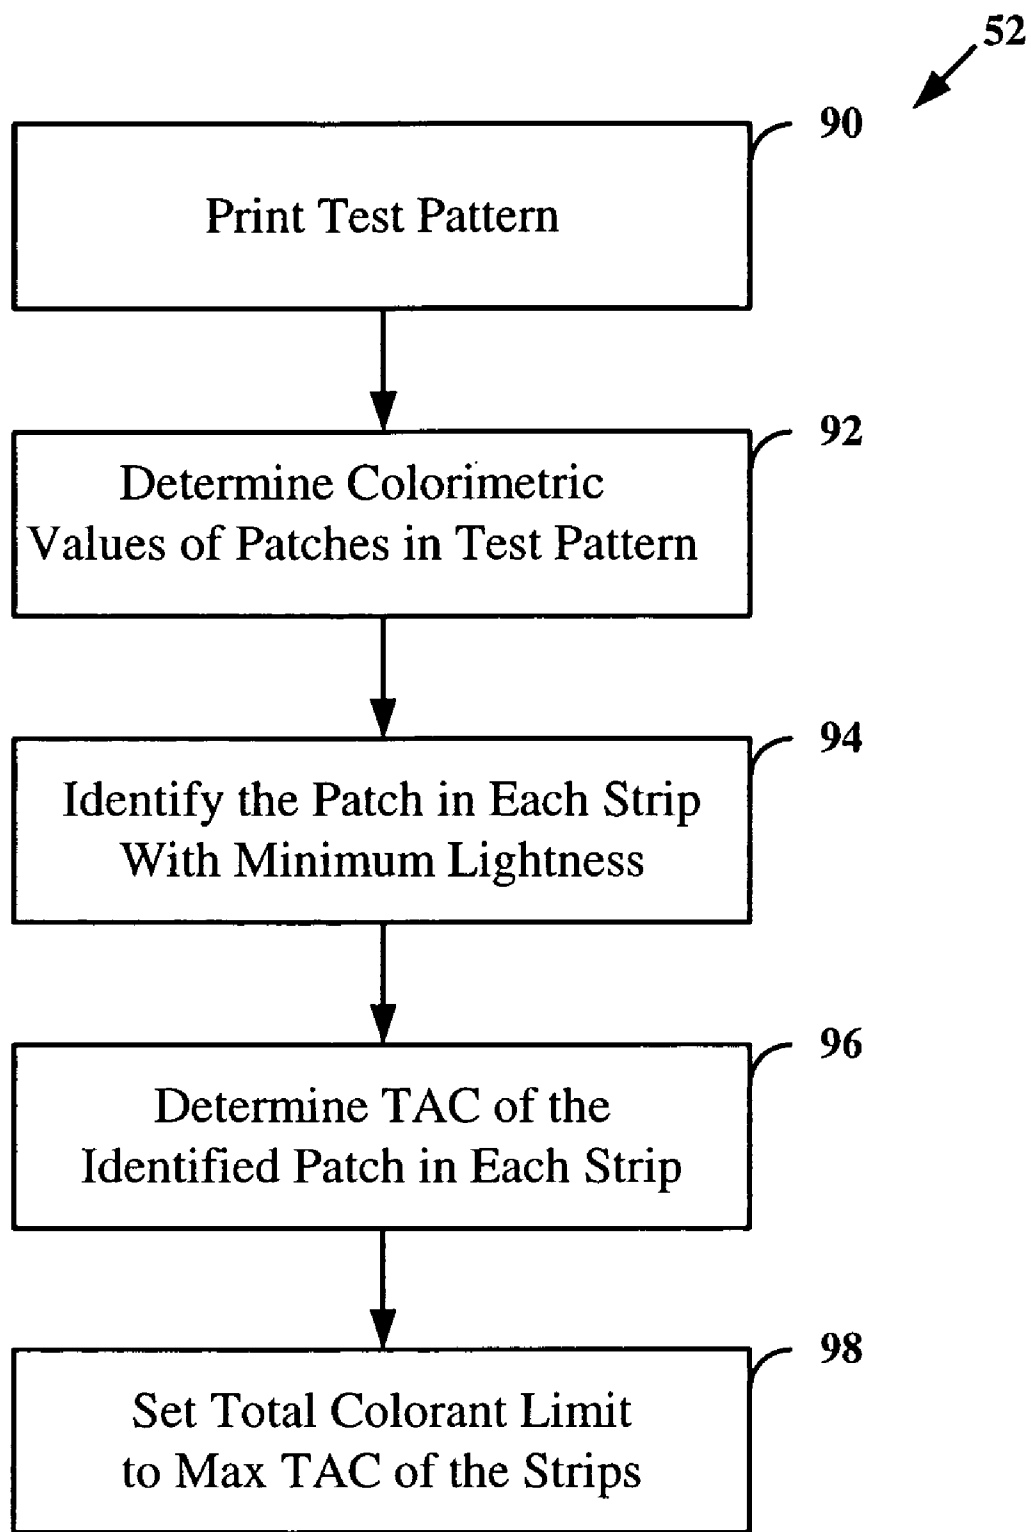 52
90
Print Test Pattern
92
Determine Colorimetric
Values of Patches in Test Pattern
94
Identify the Patch in Each Strip
With Minimum Lightness
96
Determine TAC of the
Identified Patch in Each Strip
98
Set Total Colorant Limit
to Max TAC of the Strips